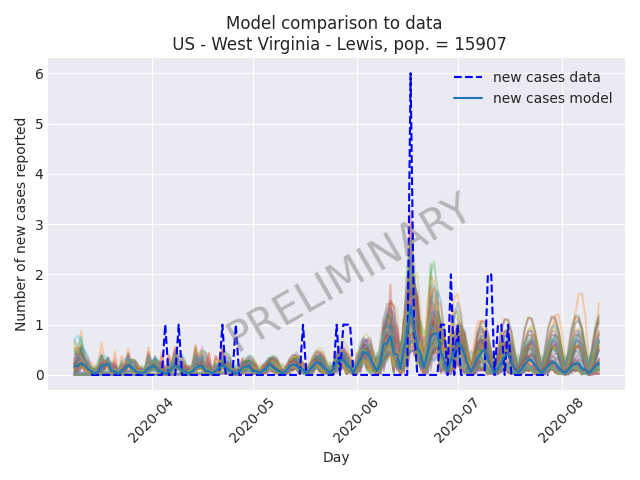 Model comparison to data
US - West Virginia - Lewis, pop. = 15907
new cases data
new cases model
PRELIMINARY
Number of new cases reported
6
5
4
3
2
1
0
2020-04
2020-05
2020-06
2020-07
2020-08
Day